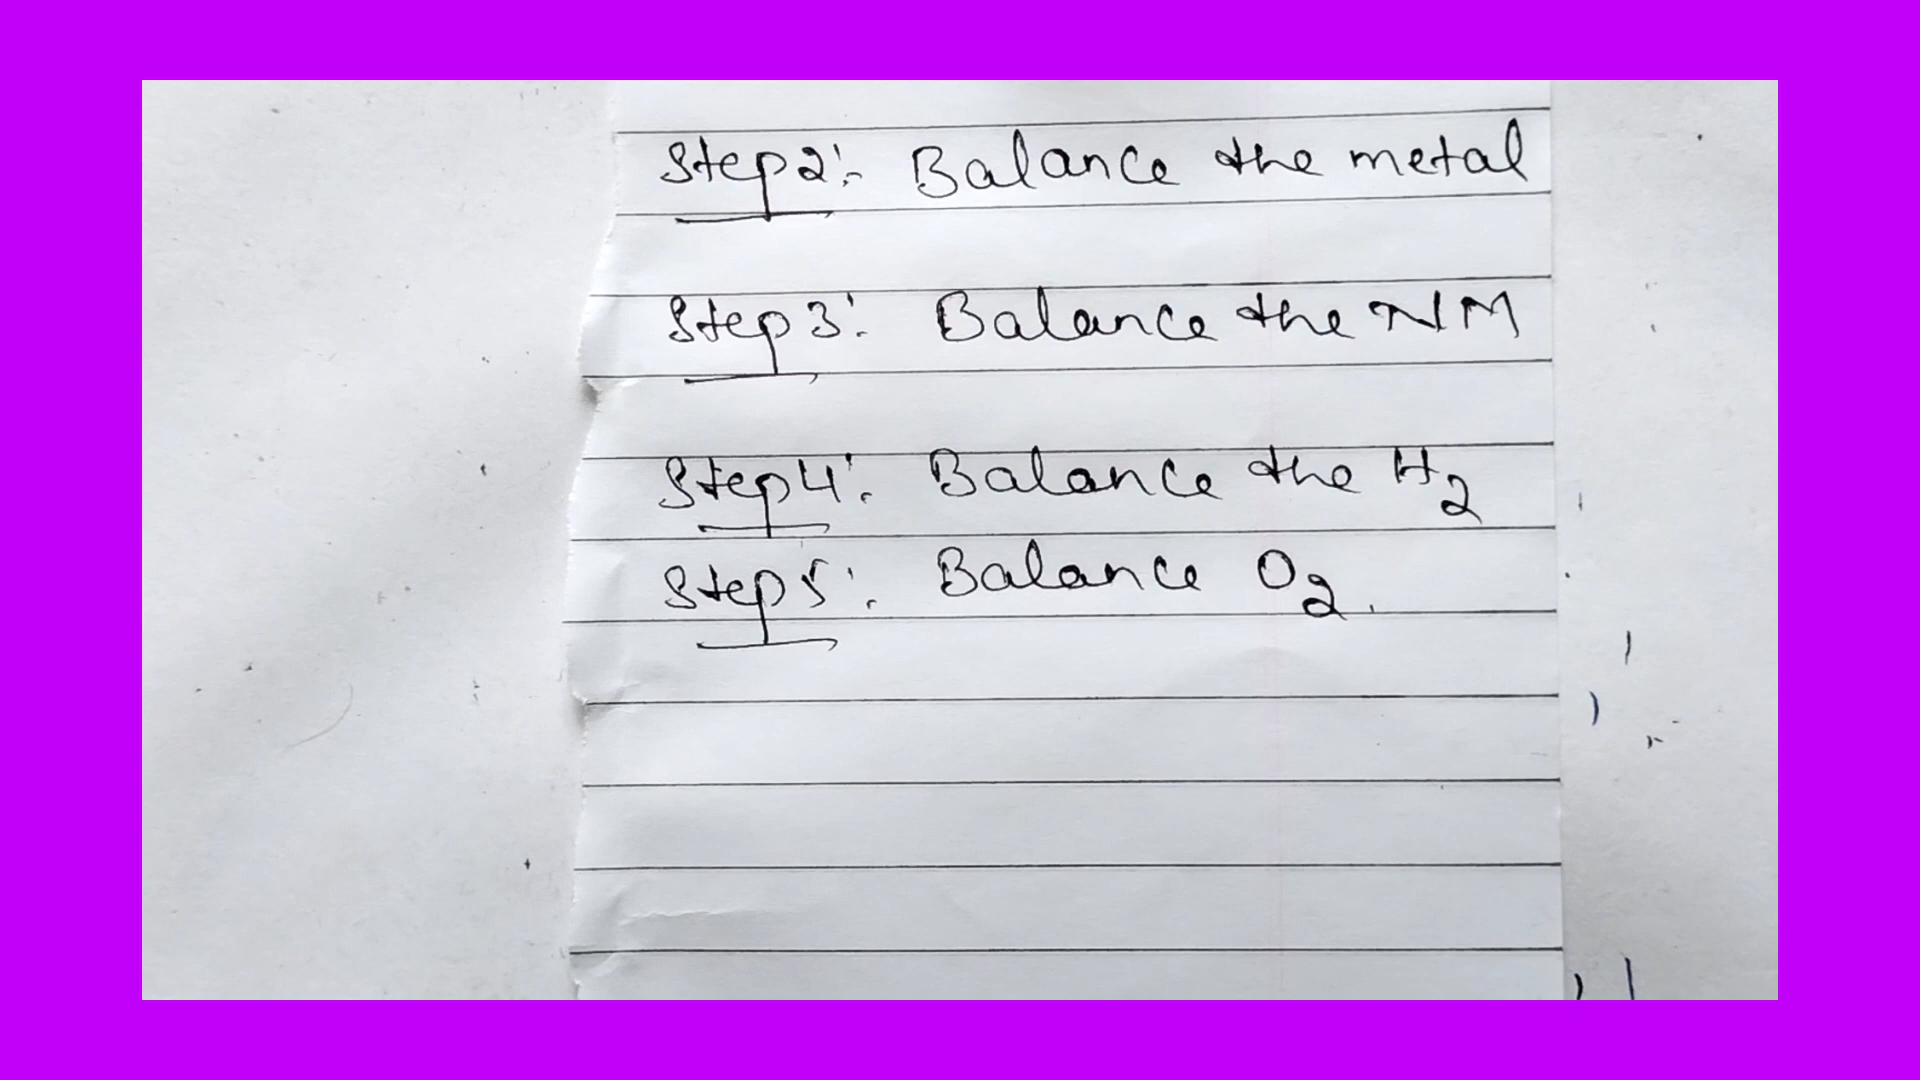 Step2:- Balance the metal
Step3: Balance the NM
Step4: Balance the H₂
Step5: Balance O₂.